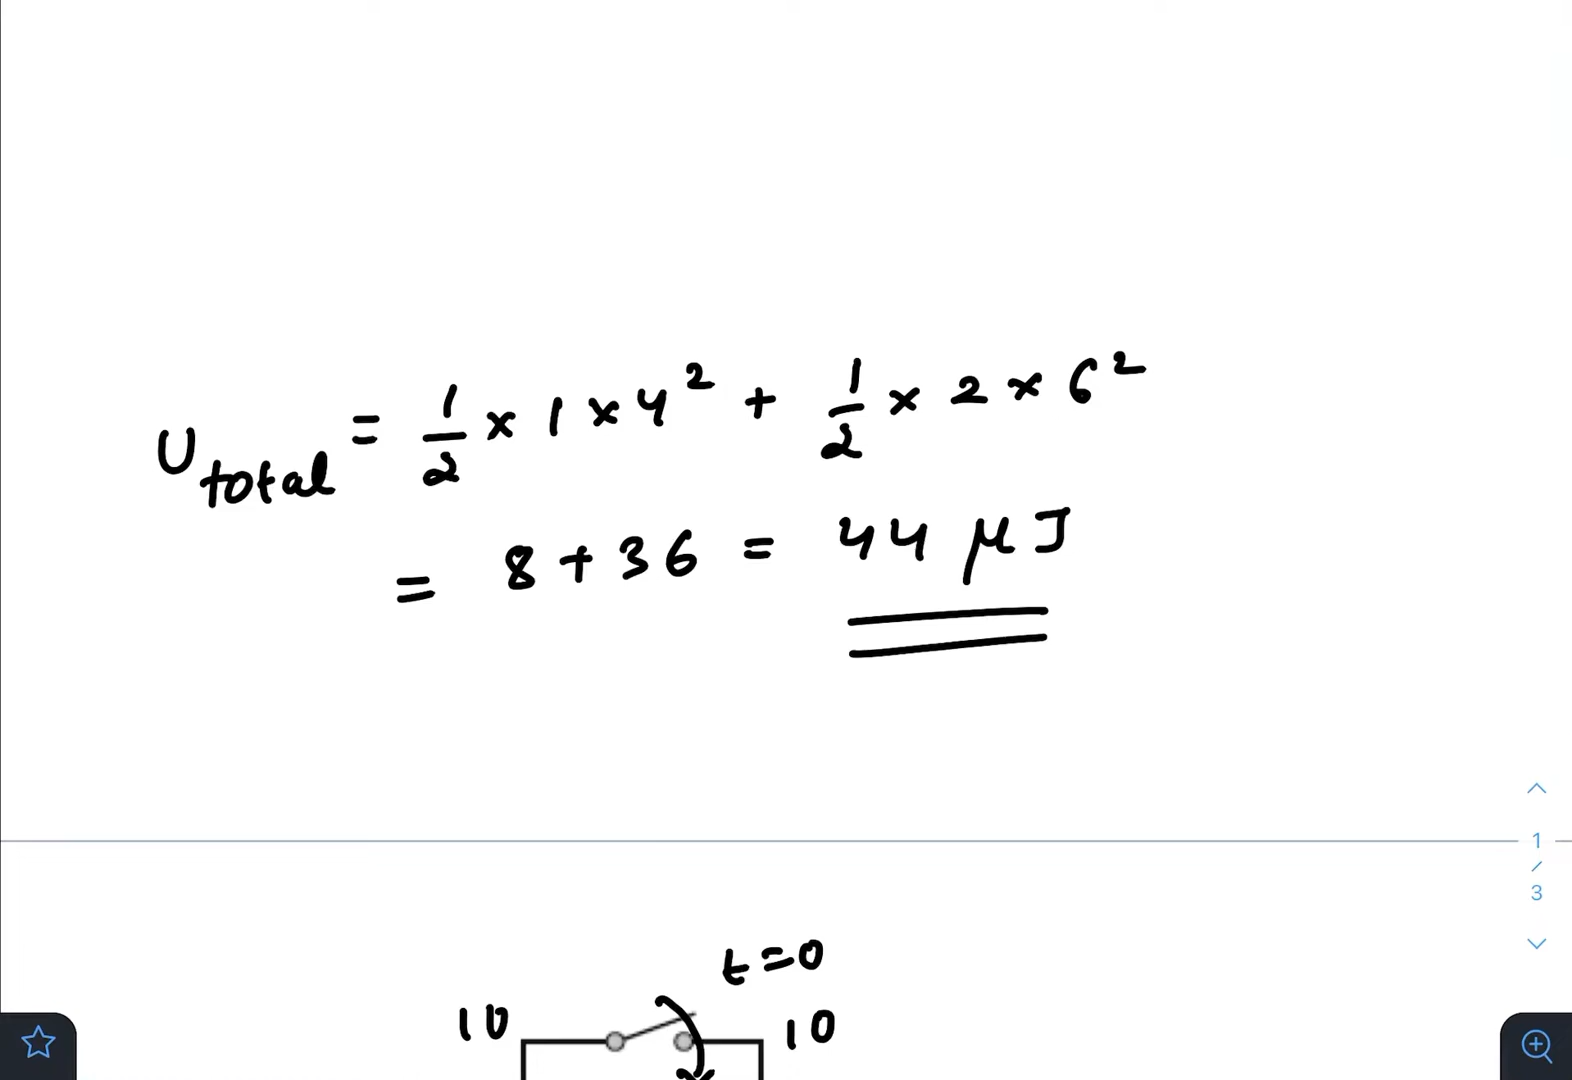 U_total = 1/2 × 1 × 4² + 1/2 × 2 × 6²
= 8 + 36 = 44 μJ
1
/
3
t=0
10 10